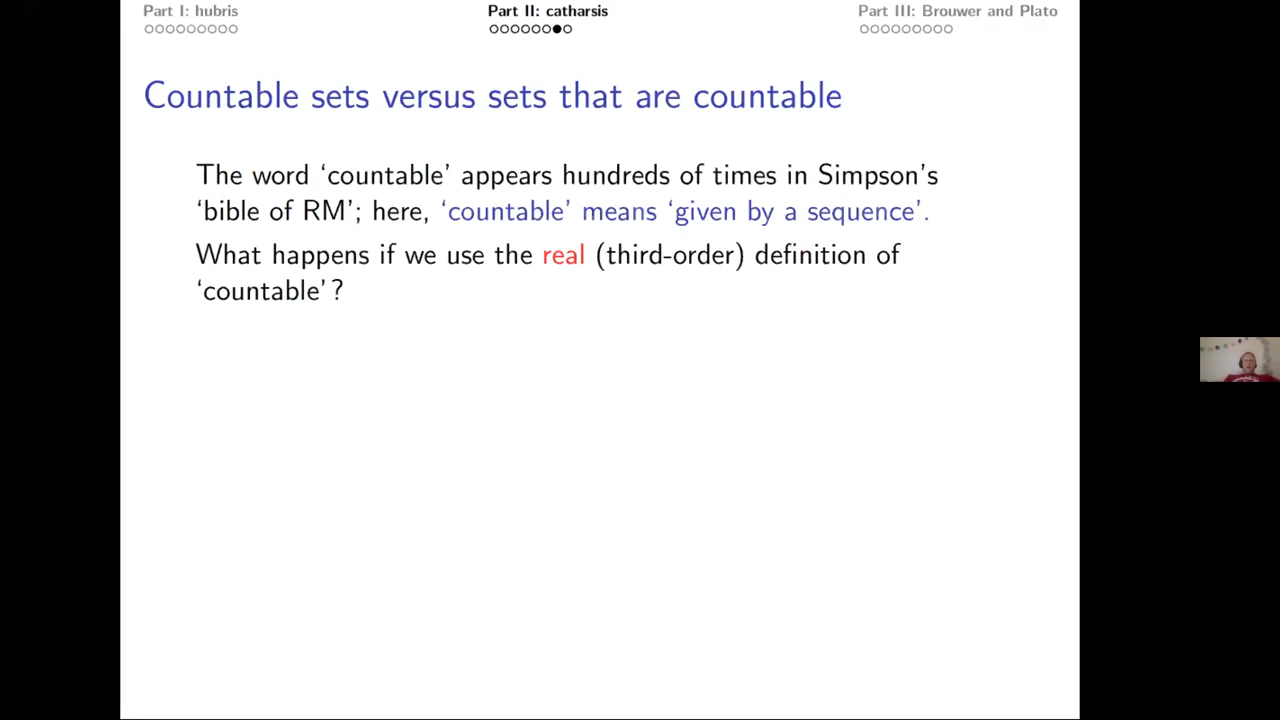 Part I: hubris
Part II: catharsis
Part III: Brouwer and Plato
Countable sets versus sets that are countable
The word ‘countable’ appears hundreds of times in Simpson’s
‘bible of RM’; here, ‘countable’ means ‘given by a sequence’.
What happens if we use the real (third-order) definition of
‘countable’?